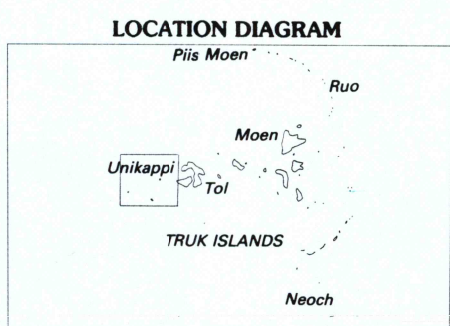 LOCATION DIAGRAM
Piis Moen
Ruo
Moen
Unikappi
Tol
TRUK ISLANDS
Neoch